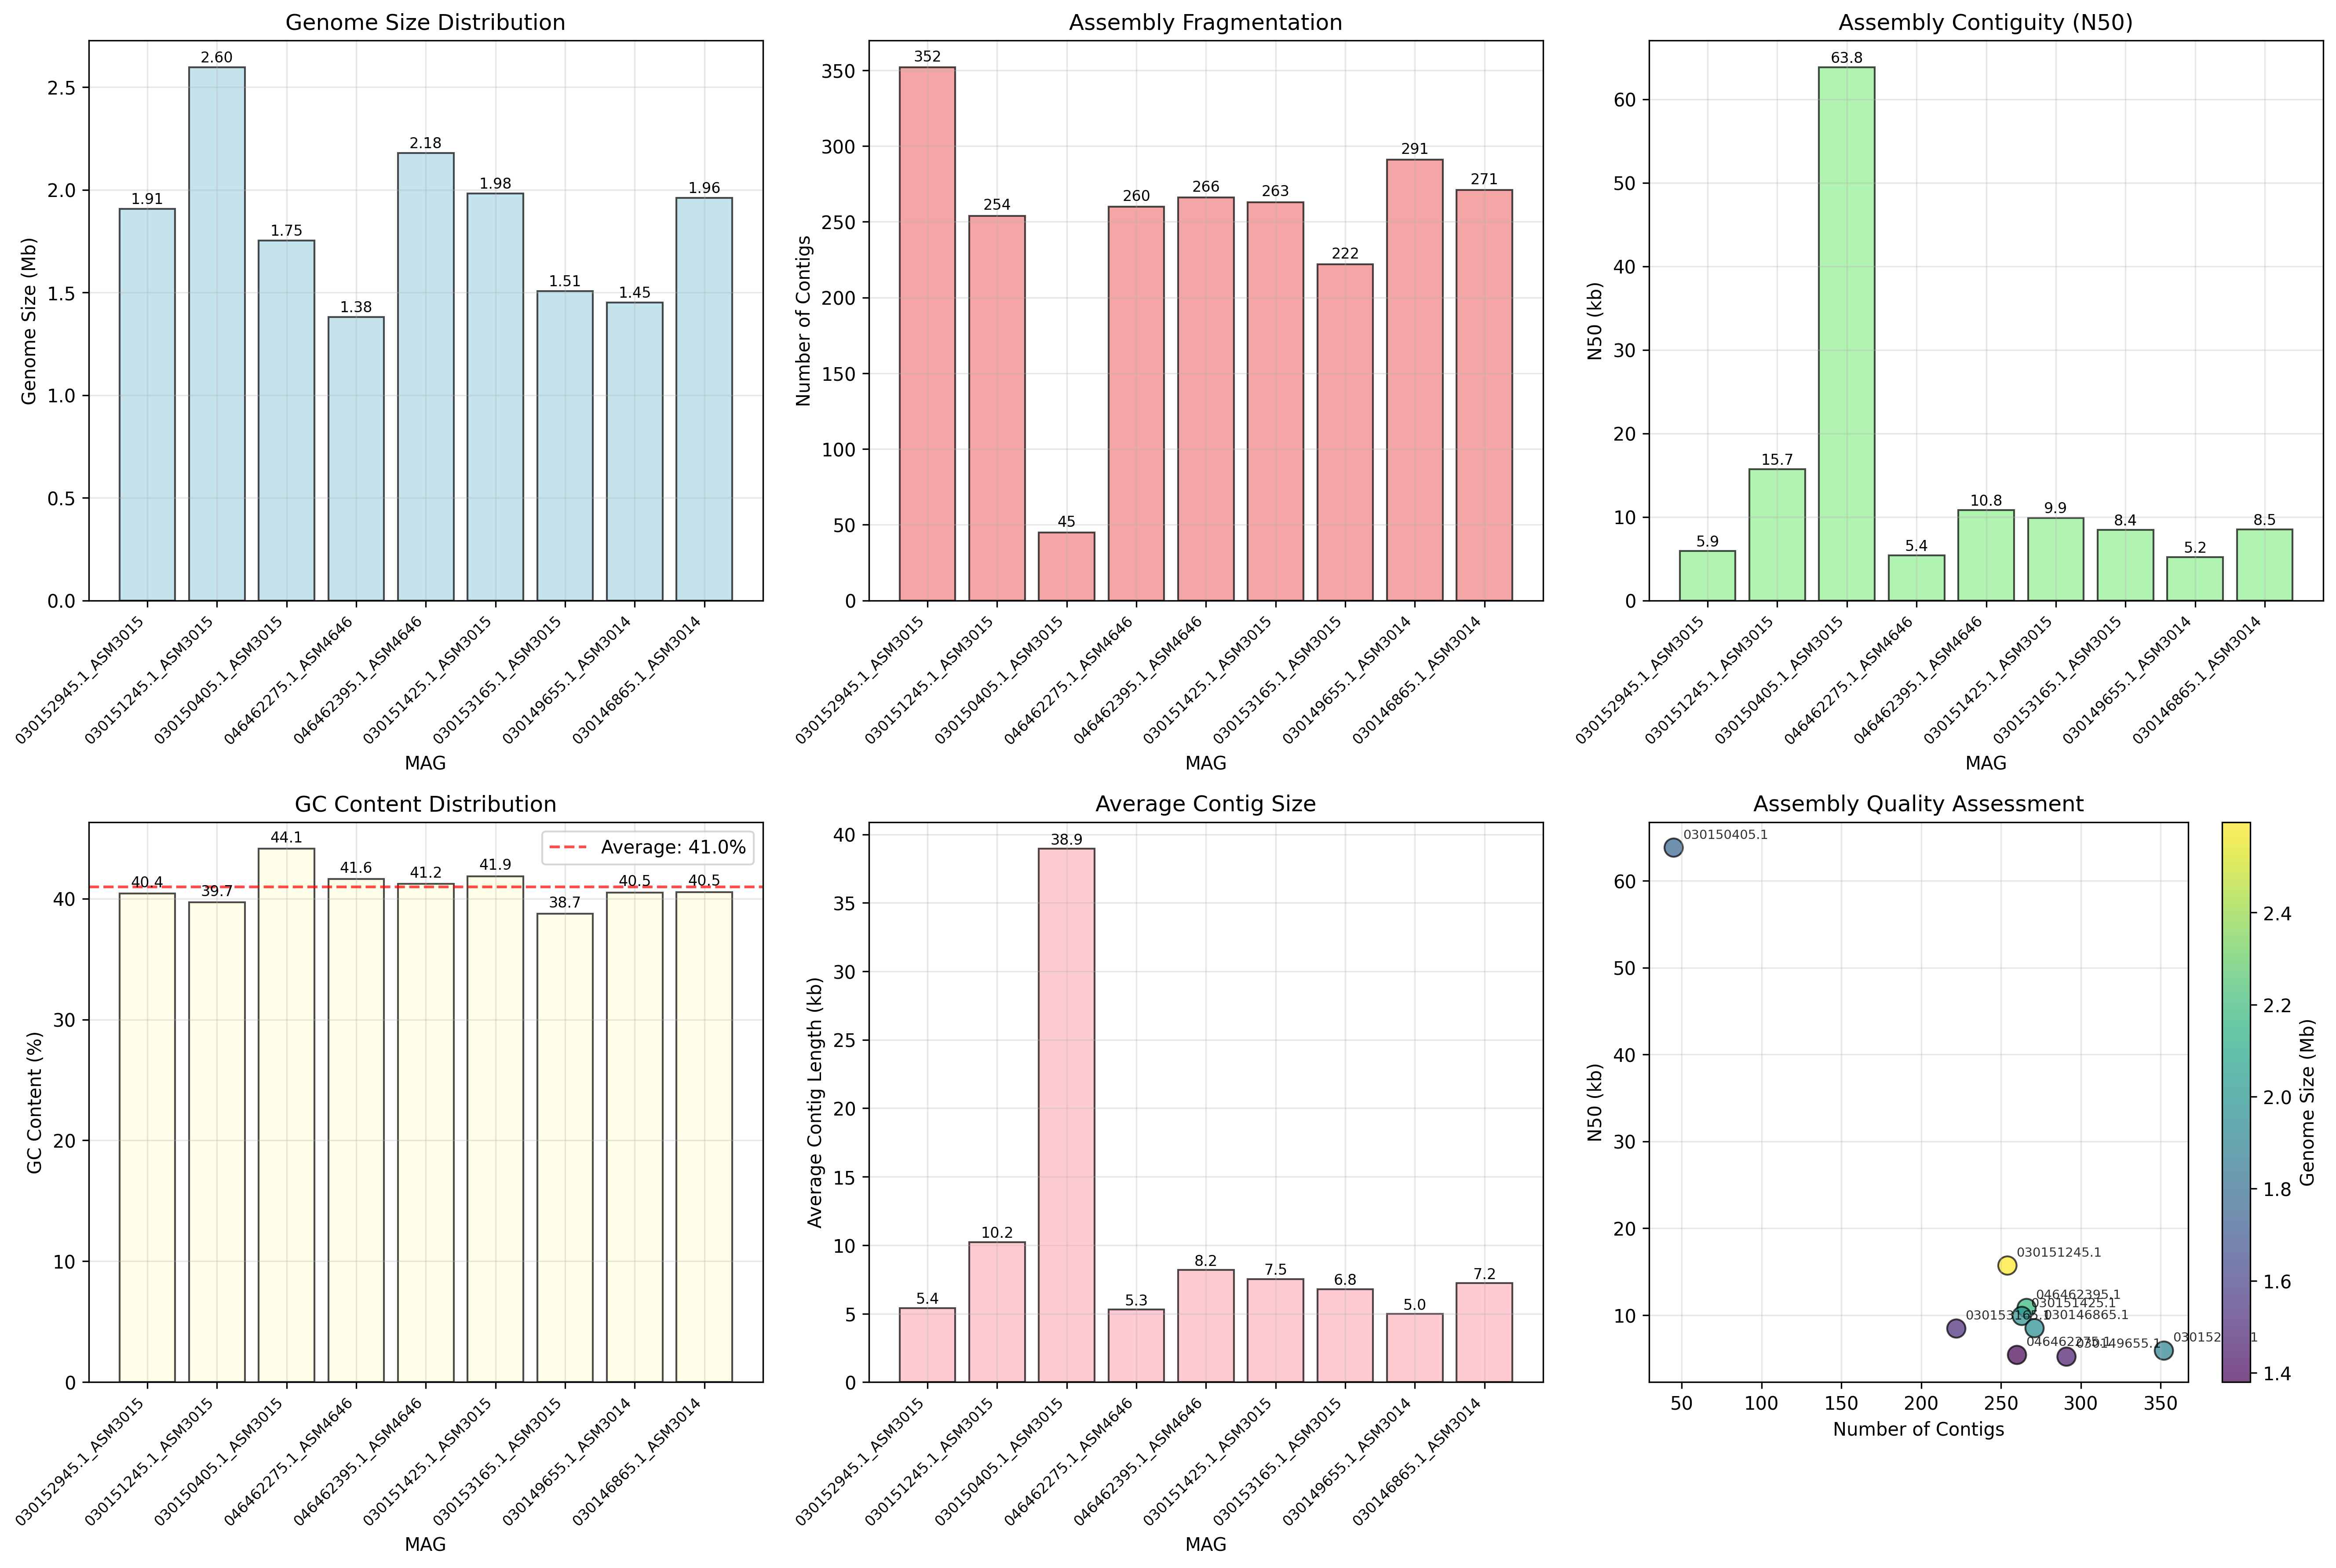 Genome Size Distribution
Genome Size (Mb)
2.5
2.0
1.5
1.0
0.5
0.0
1.91
2.60
1.75
1.38
2.18
1.98
1.51
1.45
1.96
030152945.1_ASM3015
030151245.1_ASM3015
030150405.1_ASM3015
046462275.1_ASM4646
046462395.1_ASM4646
030151425.1_ASM3015
030153165.1_ASM3015
030149655.1_ASM3014
030146865.1_ASM3014
MAG
Assembly Fragmentation
Number of Contigs
350
300
250
200
150
100
50
0
352
254
45
260
266
263
222
291
271
030152945.1_ASM3015
030151245.1_ASM3015
030150405.1_ASM3015
046462275.1_ASM4646
046462395.1_ASM4646
030151425.1_ASM3015
030153165.1_ASM3015
030149655.1_ASM3014
030146865.1_ASM3014
MAG
Assembly Contiguity (N50)
N50 (kb)
60
50
40
30
20
10
0
5.9
15.7
63.8
5.4
10.8
9.9
8.4
5.2
8.5
030152945.1_ASM3015
030151245.1_ASM3015
030150405.1_ASM3015
046462275.1_ASM4646
046462395.1_ASM4646
030151425.1_ASM3015
030153165.1_ASM3015
030149655.1_ASM3014
030146865.1_ASM3014
MAG
GC Content Distribution
GC Content (%)
40
30
20
10
0
Average: 41.0%
40.4
39.7
44.1
41.6
41.2
41.9
38.7
40.5
40.5
030152945.1_ASM3015
030151245.1_ASM3015
030150405.1_ASM3015
046462275.1_ASM4646
046462395.1_ASM4646
030151425.1_ASM3015
030153165.1_ASM3015
030149655.1_ASM3014
030146865.1_ASM3014
MAG
Average Contig Size
Average Contig Length (kb)
40
35
30
25
20
15
10
5
0
5.4
10.2
38.9
5.3
8.2
7.5
6.8
5.0
7.2
030152945.1_ASM3015
030151245.1_ASM3015
030150405.1_ASM3015
046462275.1_ASM4646
046462395.1_ASM4646
030151425.1_ASM3015
030153165.1_ASM3015
030149655.1_ASM3014
030146865.1_ASM3014
MAG
Assembly Quality Assessment
N50 (kb)
60
50
40
30
20
10
030150405.1
030151245.1
046462395.1
030151425.1
030153165.1
030146865.1
046462275.1
030149655.1
50
100
150
200
250
300
350
Number of Contigs
2.4
2.2
2.0
1.8
1.6
1.4
Genome Size (Mb)